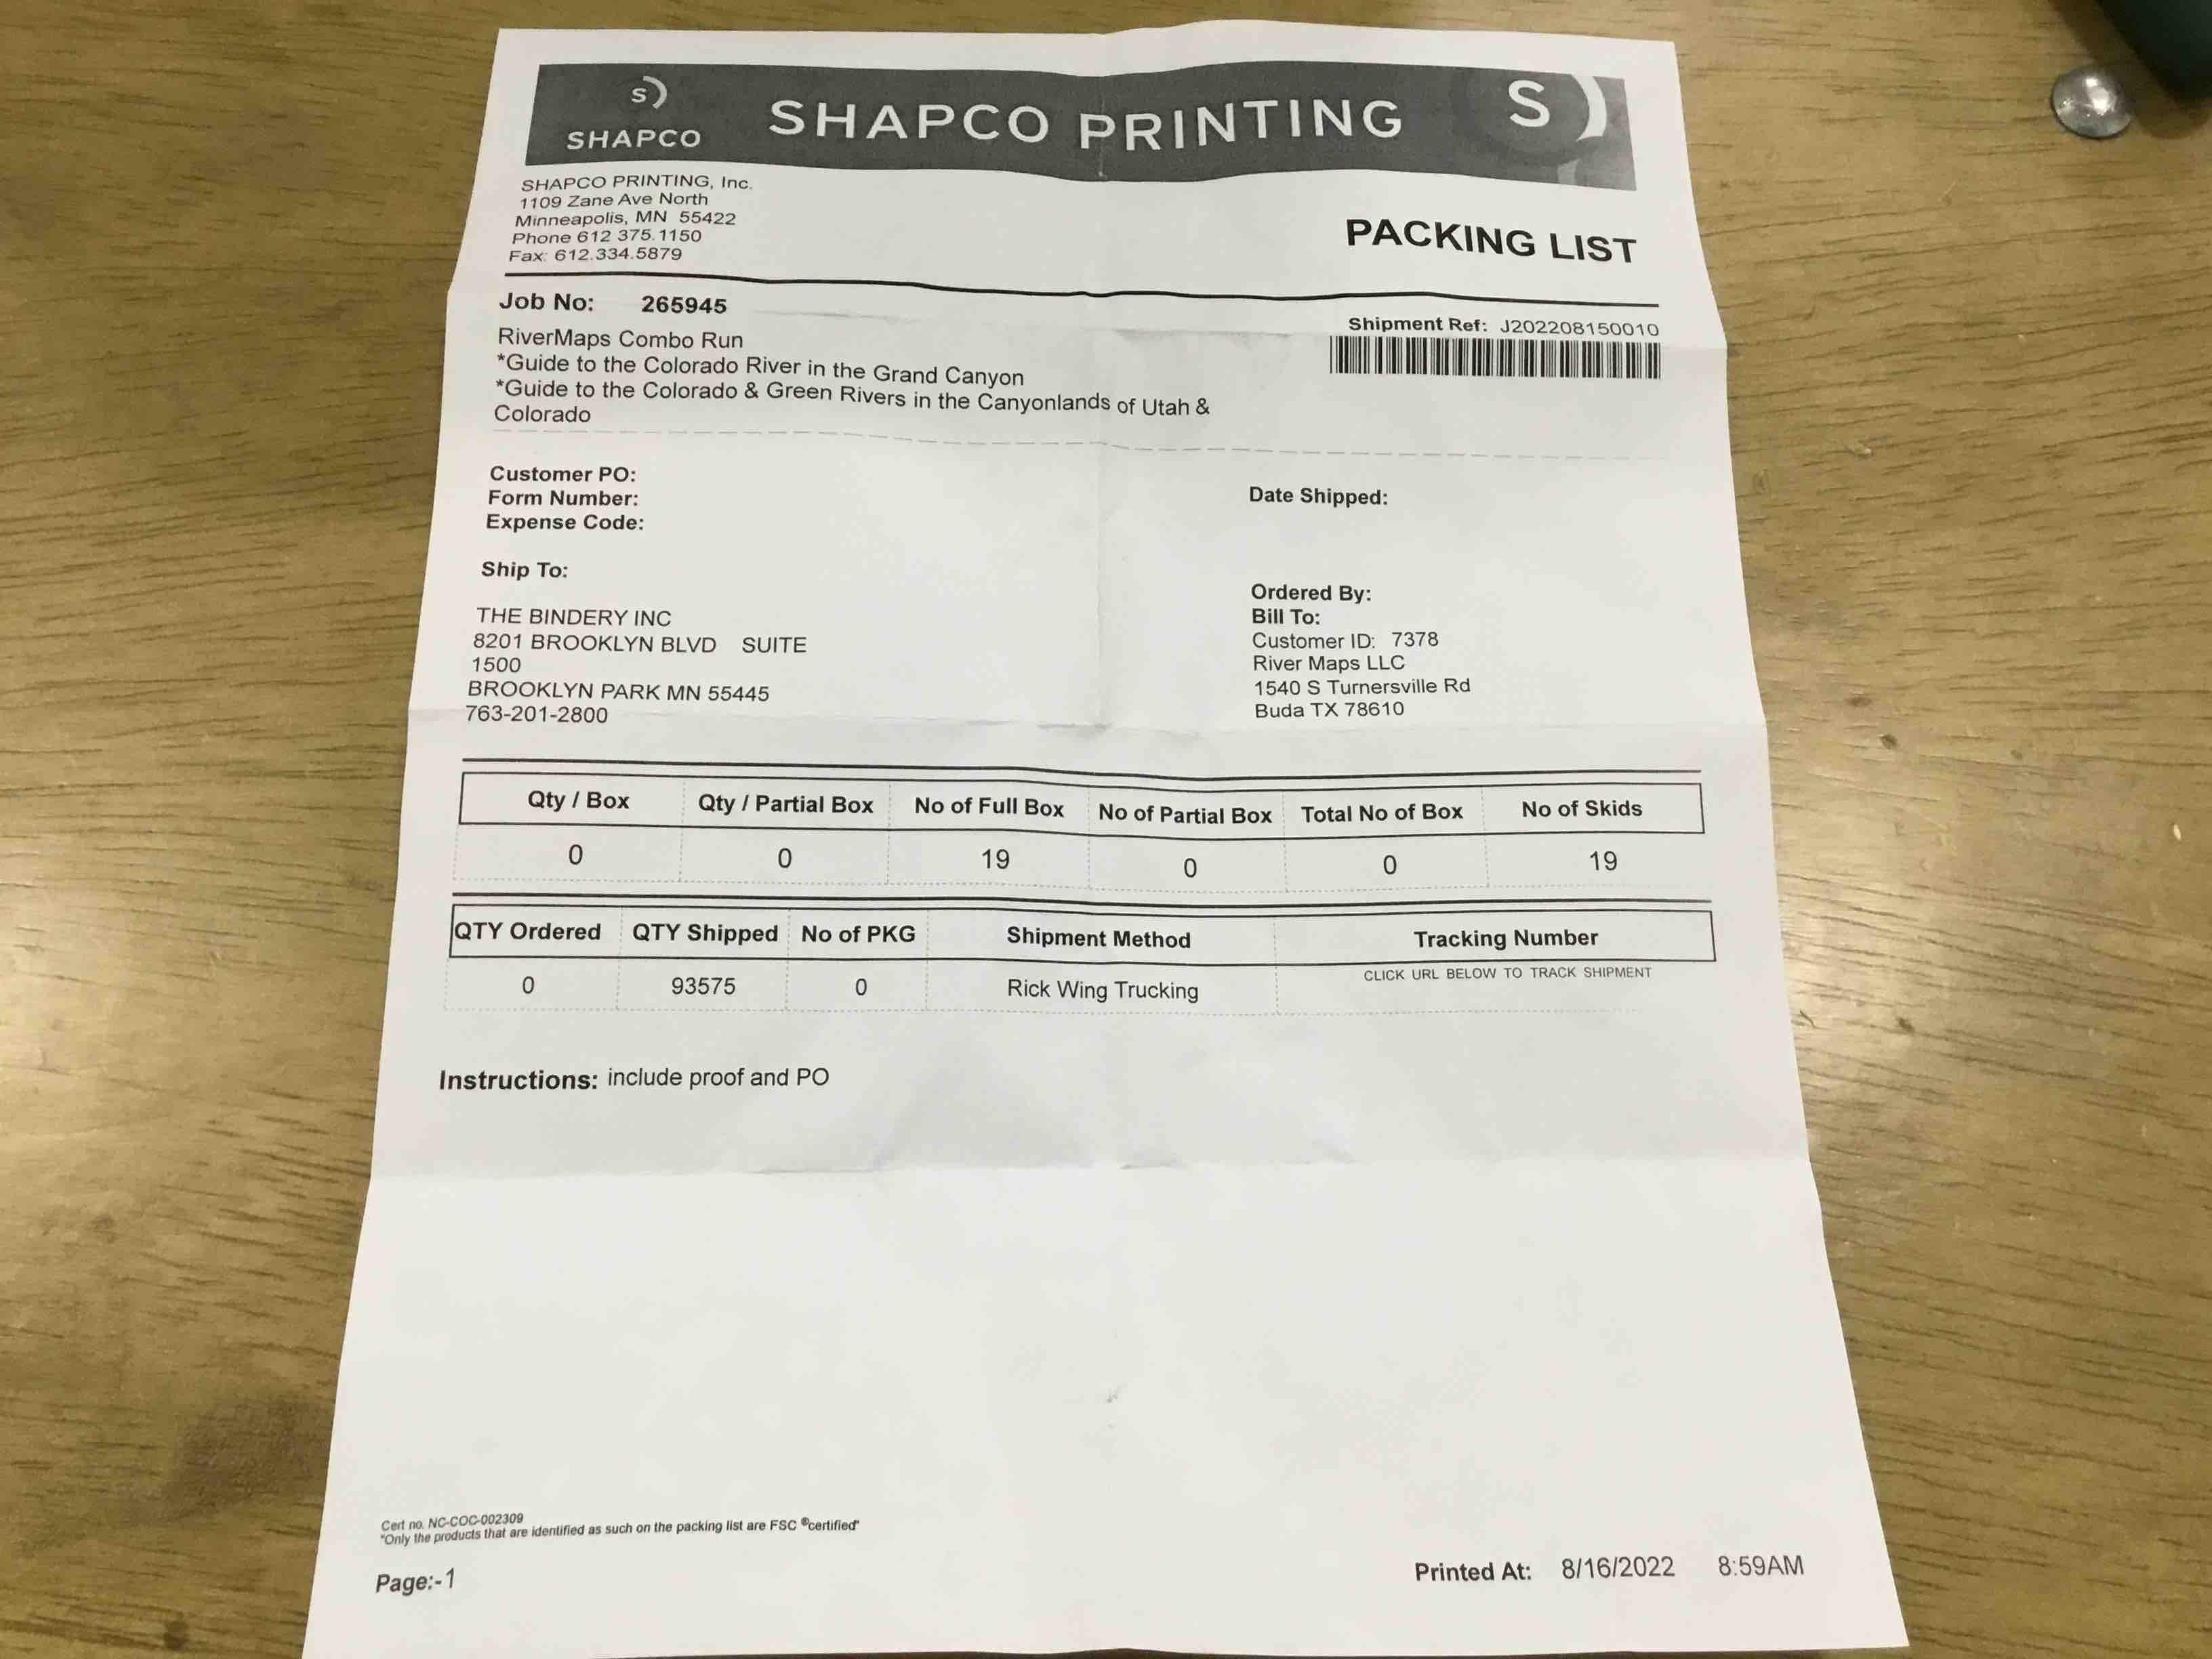 S) SHAPCO
SHAPCO PRINTING
S)
SHAPCO PRINTING, Inc.
1109 Zane Ave North
Minneapolis, MN 55422
Phone 612 375.1150
Fax: 612.334.5879
PACKING LIST
Job No: 265945
RiverMaps Combo Run
*Guide to the Colorado River in the Grand Canyon
*Guide to the Colorado & Green Rivers in the Canyonlands of Utah &
Colorado
Shipment Ref: J202208150010
Customer PO:
Form Number:
Expense Code:
Date Shipped:
Ship To:
THE BINDERY INC
8201 BROOKLYN BLVD SUITE
1500
BROOKLYN PARK MN 55445
763-201-2800
Ordered By:
Bill To:
Customer ID: 7378
River Maps LLC
1540 S Turnersville Rd
Buda TX 78610
Qty / Box Qty / Partial Box No of Full Box No of Partial Box Total No of Box No of Skids
0 0 19 0 0 19
QTY Ordered QTY Shipped No of PKG Shipment Method Tracking Number
0 93575 0 Rick Wing Trucking CLICK URL BELOW TO TRACK SHIPMENT
Instructions: include proof and PO
Cert no. NC-COC-002309
"Only the products that are identified as such on the packing list are FSC ®certified"
Page:-1
Printed At: 8/16/2022 8:59AM